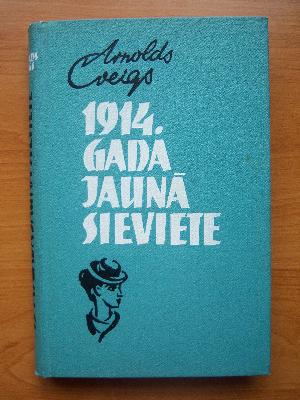 Arnolds
Cveigs
1914.
GADA
JAUNĀ
SIEVIETE